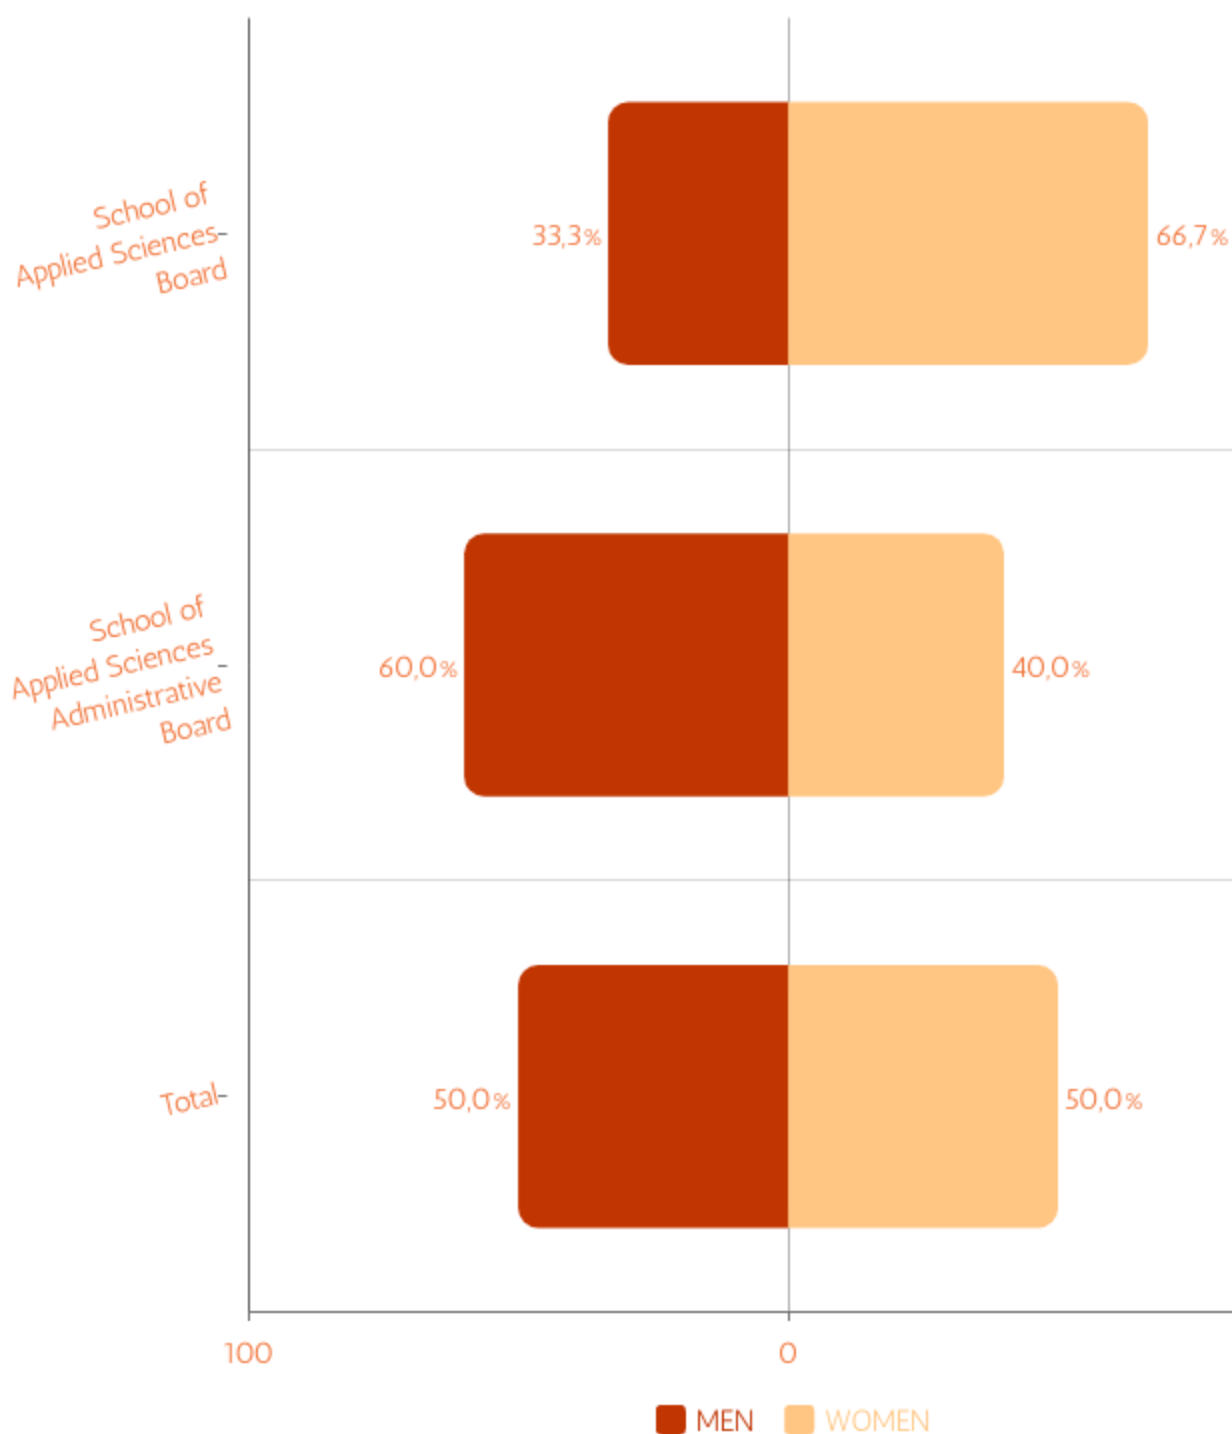 School of
Applied Sciences
Board
33,3%
66,7%
School of
Applied Sciences
Administrative
Board
60,0%
40,0%
Total
50,0%
50,0%
100
0
MEN
WOMEN